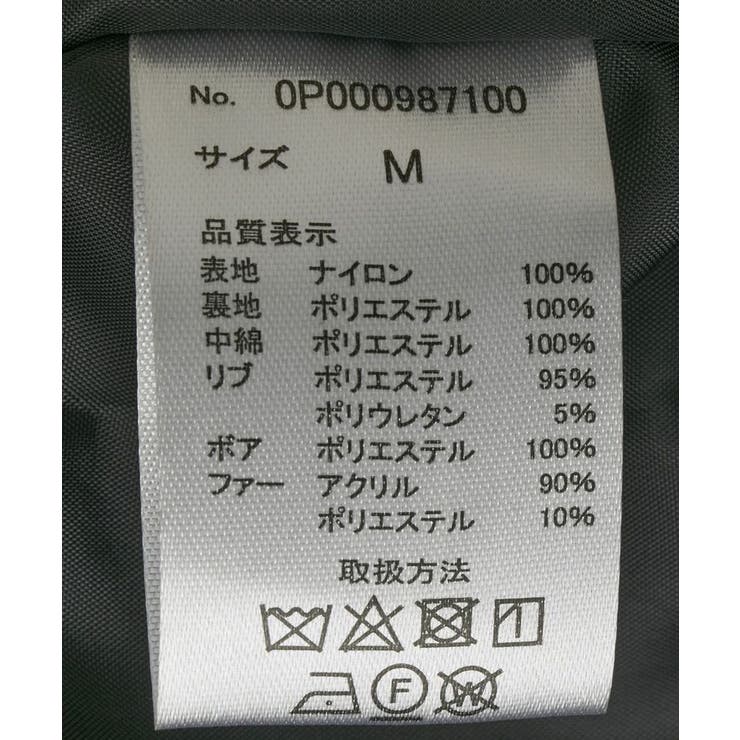 No. 0P000987100
サイズ M
品質表示
表地 ナイロン 100%
裏地 ポリエステル 100%
中綿 ポリエステル 100%
リブ ポリエステル 95%
ポリウレタン 5%
ボア ポリエステル 100%
ファー アクリル 90%
ポリエステル 10%
取扱方法
F W